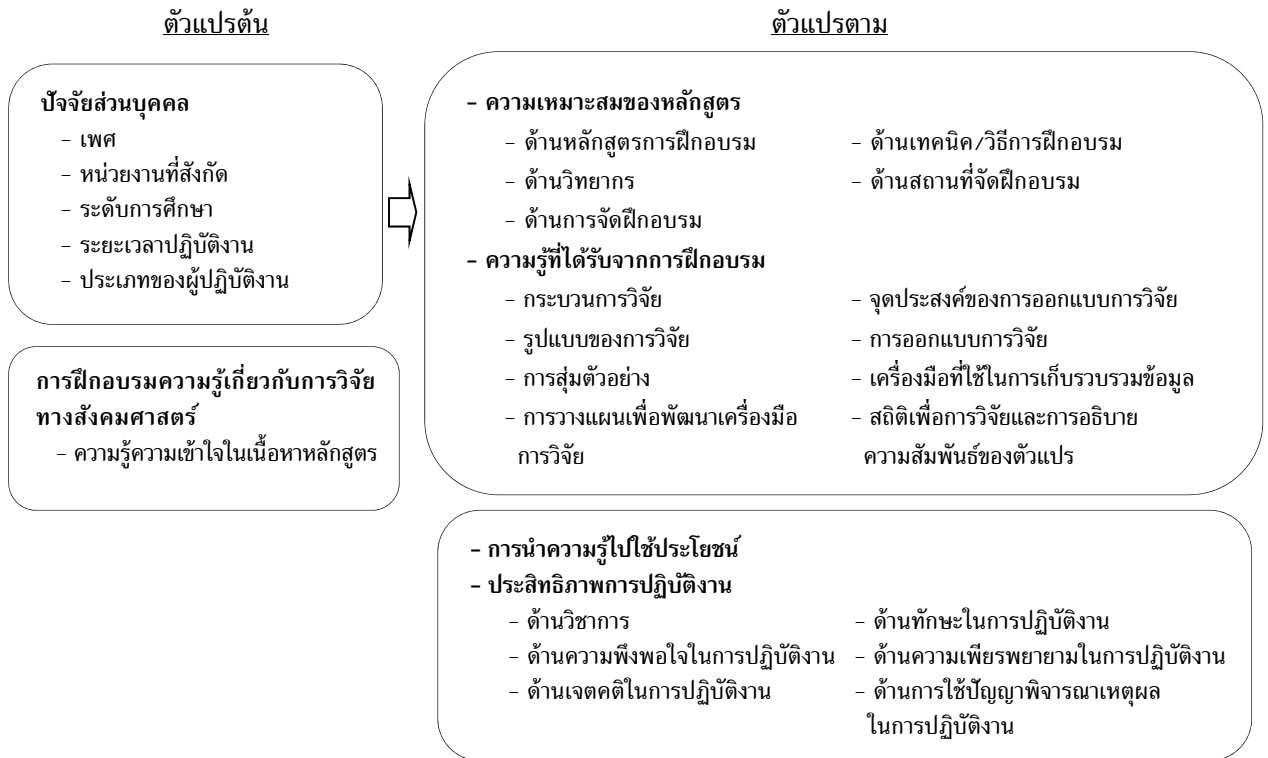 ตัวแปรต้น
ตัวแปรตาม
ปัจจัยส่วนบุคคล
- เพศ
- หน่วยงานที่สังกัด
- ระดับการศึกษา
- ระยะเวลาปฏิบัติงาน
- ประเภทของผู้ปฏิบัติงาน
การฝึกอบรมความรู้เกี่ยวกับการวิจัย
ทางสังคมศาสตร์
- ความรู้ความเข้าใจในเนื้อหาหลักสูตร
- ความเหมาะสมของหลักสูตร
- ด้านหลักสูตรการฝึกอบรม - ด้านเทคนิค/วิธีการฝึกอบรม
- ด้านวิทยากร - ด้านสถานที่จัดฝึกอบรม
- ด้านการจัดฝึกอบรม
- ความรู้ที่ได้รับจากการฝึกอบรม
- กระบวนการวิจัย - จุดประสงค์ของการออกแบบการวิจัย
- รูปแบบของการวิจัย - การออกแบบการวิจัย
- การสุ่มตัวอย่าง - เครื่องมือที่ใช้ในการเก็บรวบรวมข้อมูล
- การวางแผนเพื่อพัฒนาเครื่องมือ - สถิติเพื่อการวิจัยและการอธิบาย
การวิจัย ความสัมพันธ์ของตัวแปร
- การนำความรู้ไปใช้ประโยชน์
- ประสิทธิภาพการปฏิบัติงาน
- ด้านวิชาการ - ด้านทักษะในการปฏิบัติงาน
- ด้านความพึงพอใจในการปฏิบัติงาน - ด้านความเพียรพยายามในการปฏิบัติงาน
- ด้านเจตคติในการปฏิบัติงาน - ด้านการใช้ปัญญาพิจารณาเหตุผล
ในการปฏิบัติงาน